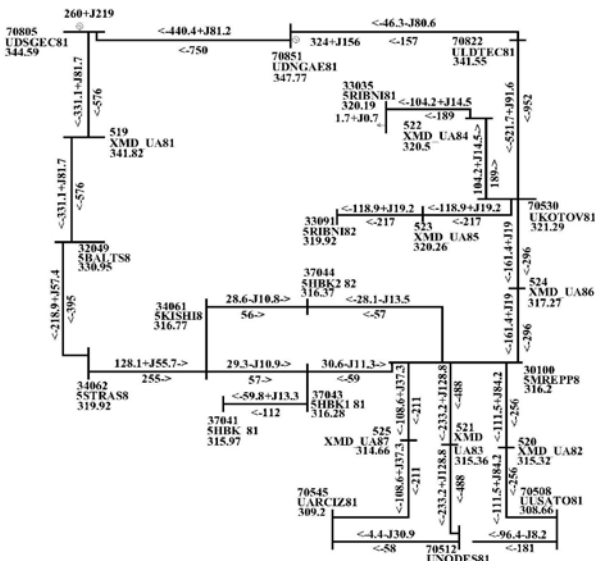 260+J219
70805
UDSGEC81
344.59
<-440.4+J81.2
<-750
324+J156
70851
UDNGAE81
347.77
<-46.3-J80.6
<-157
70822
ULDTEC81
341.55
<-331.1+J81.7
<-576
519
XMD_UA81
341.82
<-331.1+J81.7
<-576
33035
5RIBNI81
320.19
1.7+J0.7
<-104.2+J14.5
<-189
522
XMD_UA84
320.5
104.2+J14.5->
189->
<-521.7+J91.6
<-952
<-118.9+J19.2
<-217
<-118.9+J19.2
<-217
33091
5RIBNI82
319.92
523
XMD_UA85
320.26
70530
UKOTOV81
321.29
32049
5BALTS8
330.95
<-218.9+J57.4
<-395
<-161.4+J19
<-296
524
XMD_UA86
317.27
<-161.4+J19
<-296
34061
5KISHI8
316.77
37044
5HBK2 82
316.37
28.6-J10.8->
56->
<-28.1-J13.5
<-57
34062
5STRAS8
319.92
128.1+J55.7->
255->
29.3-J10.9->
57->
30.6-J11.3->
<-59
30100
5MREPP8
316.2
37043
5HBK1 81
316.28
<-59.8+J13.3
<-112
37041
5HBK 81
315.97
<-108.6+J37.3
<-211
525
XMD_UA87
314.66
<-108.6+J37.3
<-211
<-233.2+J128.8
<-488
521
XMD
UA83
315.36
<-233.2+J128.8
<-488
<-111.5+J84.2
<-256
520
XMD_UA82
315.32
<-111.5+J84.2
<-256
70545
UARCIZ81
309.2
70508
UUSATO81
308.66
<-4.4-J30.9
<-58
70512
UNODES81
<-96.4-J8.2
<-181